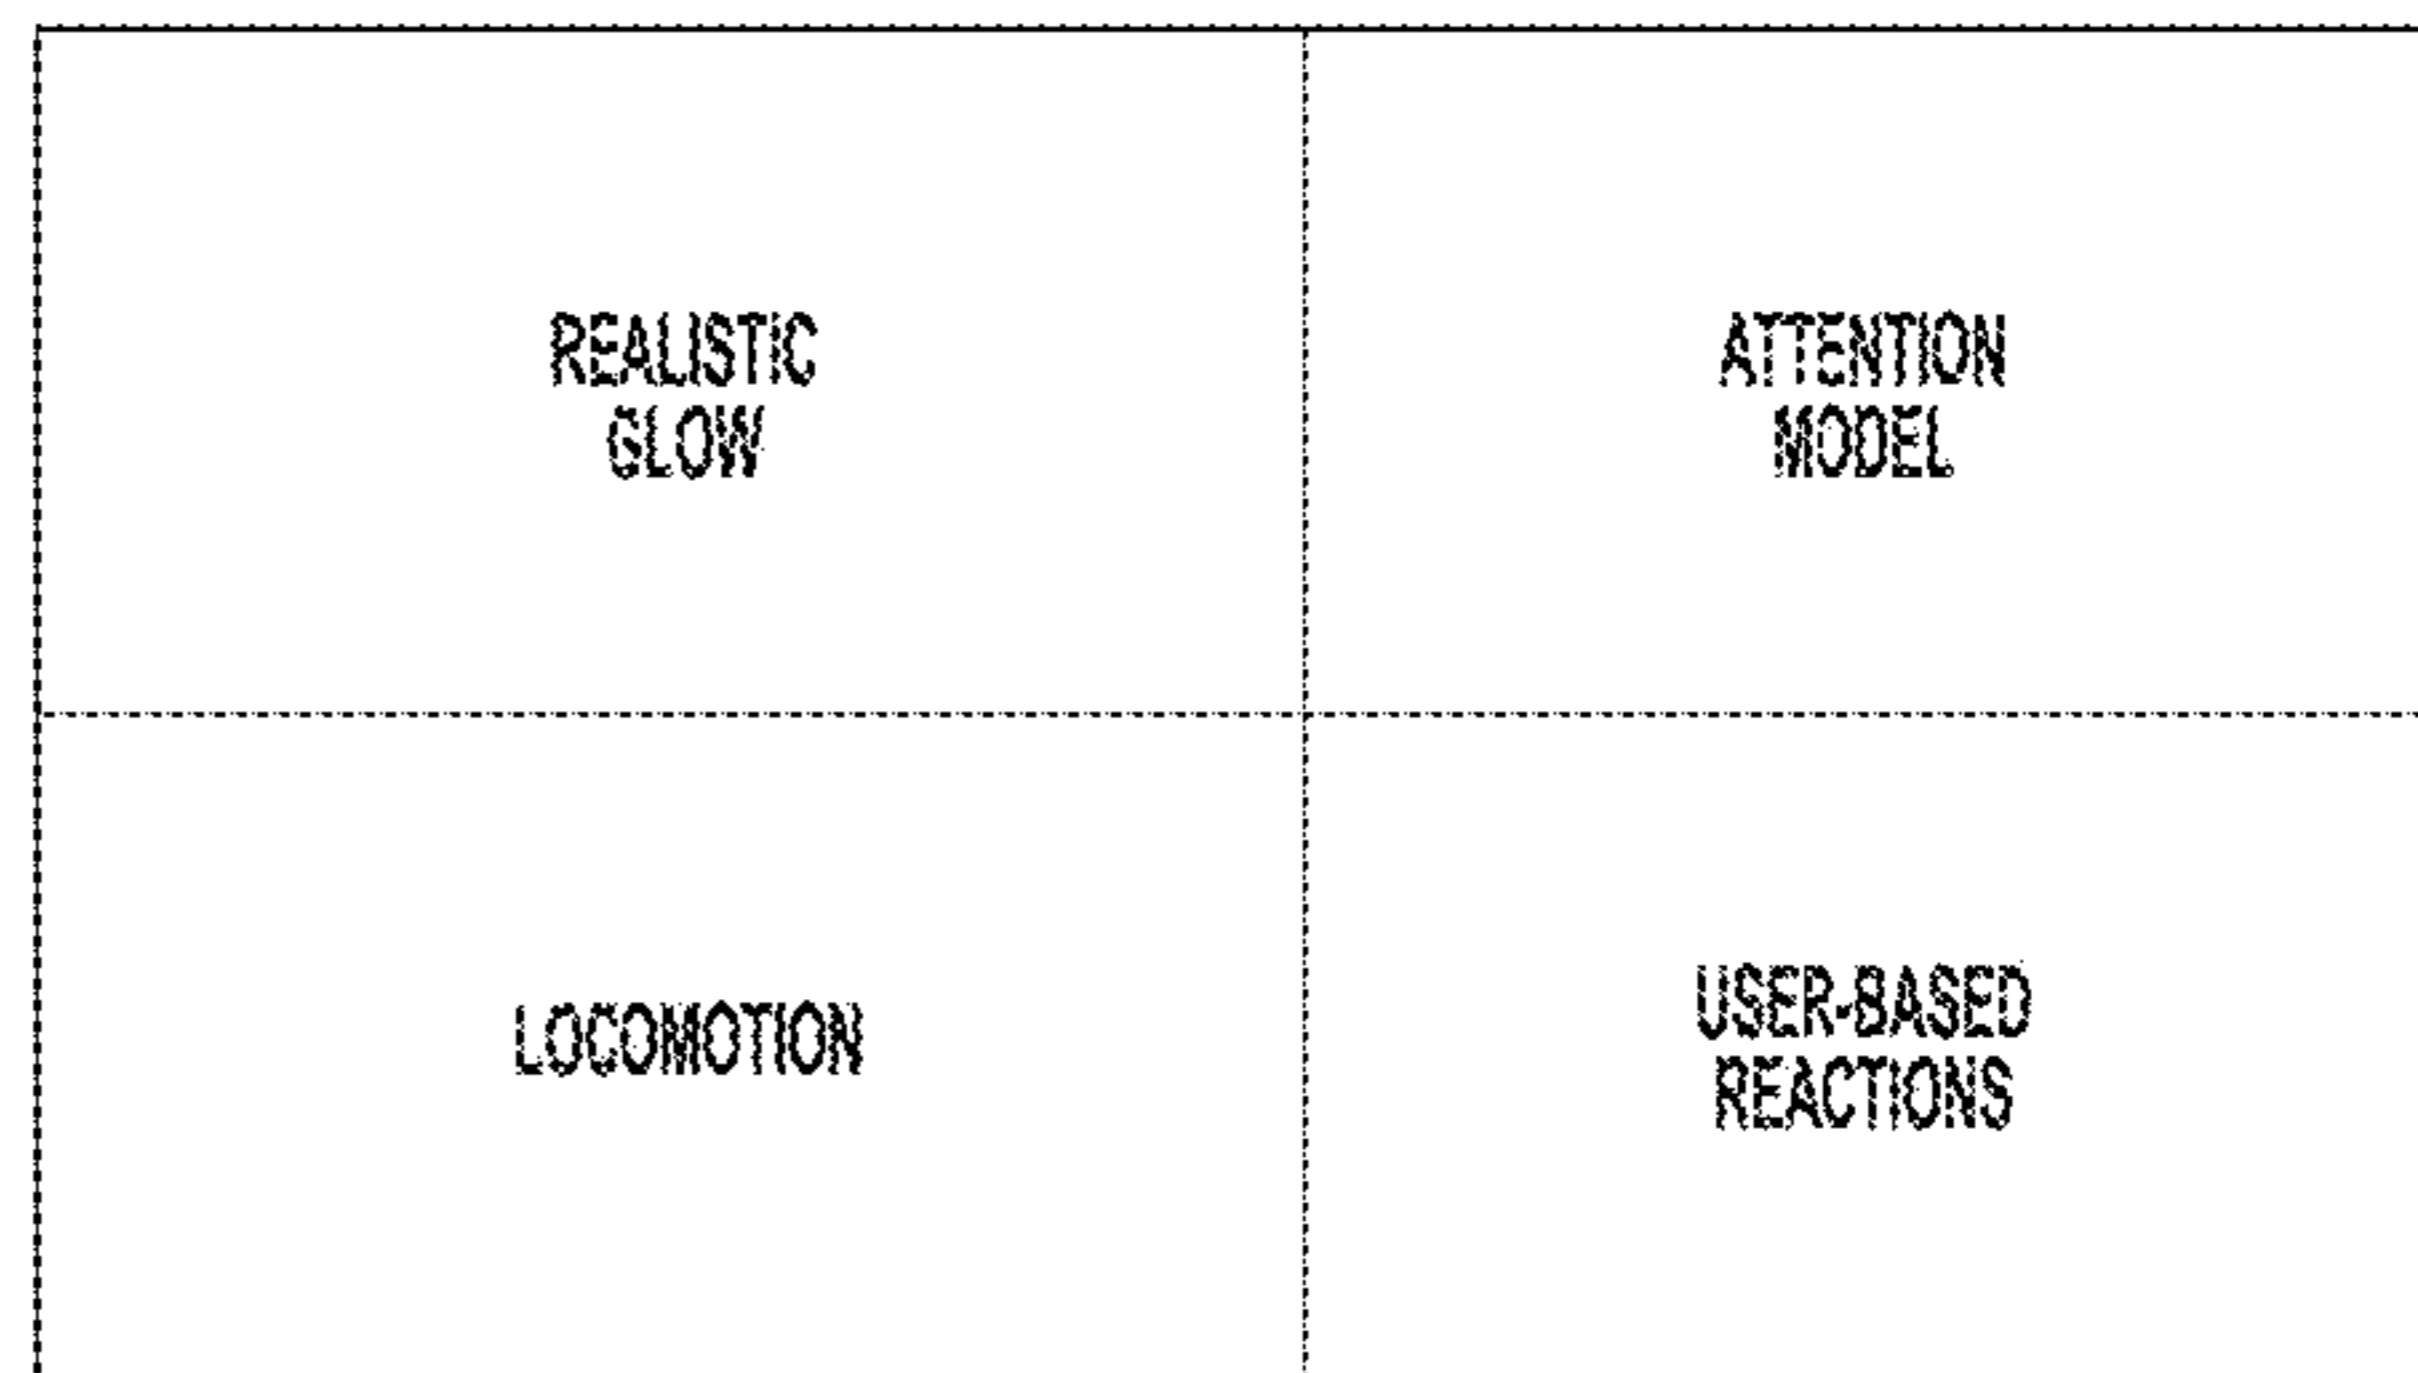 REALISTIC
GLOW
ATTENTION
MODEL
LOCOMOTION
USER-BASED
REACTIONS